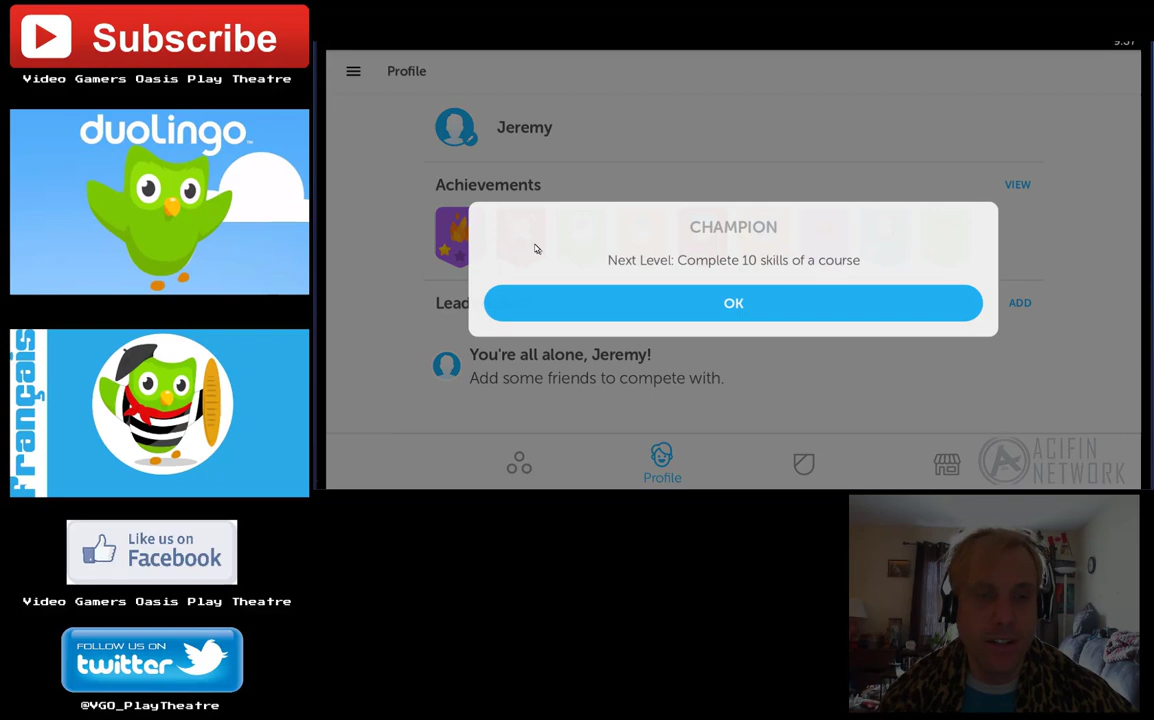 Subscribe
Video Gamers Oasis Play Theatre
duolingo
Français
Like us on
Facebook
Video Gamers Oasis Play Theatre
FOLLOW US ON
twitter
@VGO_PlayTheatre
Profile
Jeremy
Achievements
VIEW
CHAMPION
Next Level: Complete 10 skills of a course
OK
Lead
ADD
You're all alone, Jeremy!
Add some friends to compete with.
Profile
ACIFIN
NETWORK